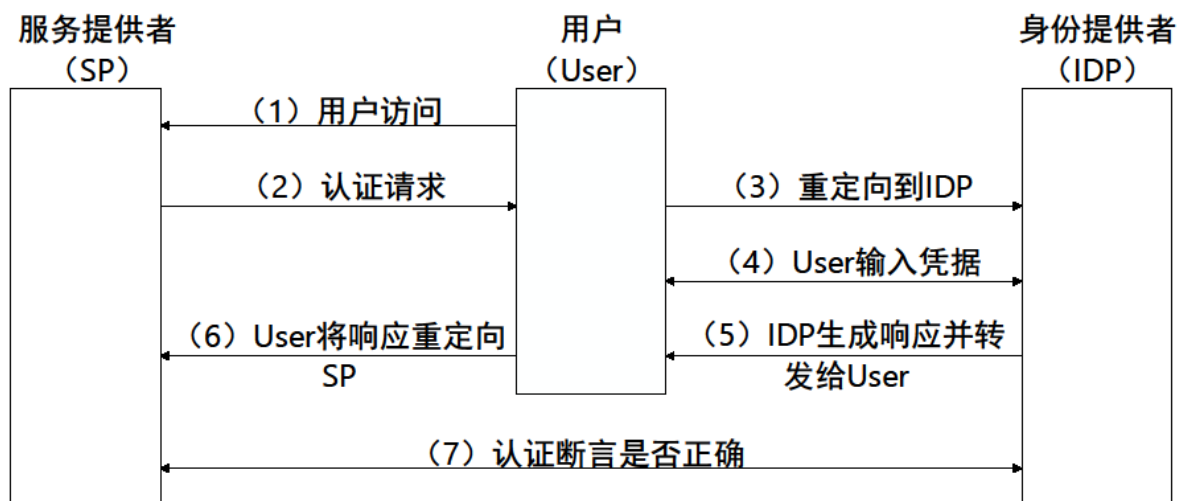 服务提供者
（SP）
用户
（User）
身份提供者
（IDP）
（1）用户访问
（2）认证请求
（3）重定向到IDP
（4）User输入凭据
（6）User将响应重定向
SP
（5）IDP生成响应并转
发给User
（7）认证断言是否正确